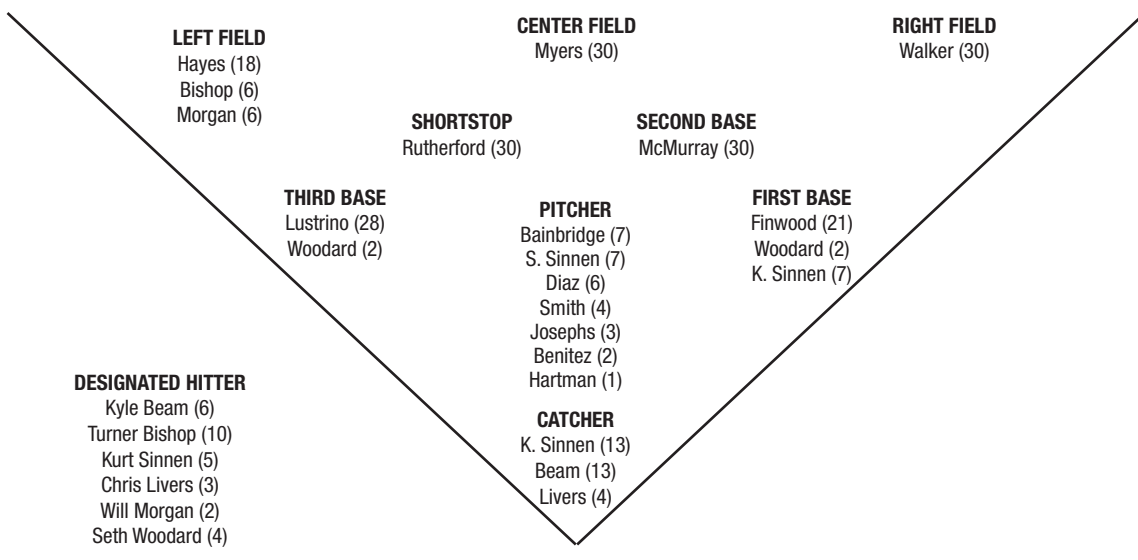 LEFT FIELD
Hayes (18)
Bishop (6)
Morgan (6)
CENTER FIELD
Myers (30)
RIGHT FIELD
Walker (30)
SHORTSTOP
Rutherford (30)
SECOND BASE
McMurray (30)
THIRD BASE
Lustrino (28)
Woodard (2)
PITCHER
Bainbridge (7)
S. Sinnen (7)
Diaz (6)
Smith (4)
Josephs (3)
Benitez (2)
Hartman (1)
FIRST BASE
Finwood (21)
Woodard (2)
K. Sinnen (7)
DESIGNATED HITTER
Kyle Beam (6)
Turner Bishop (10)
Kurt Sinnen (5)
Chris Livers (3)
Will Morgan (2)
Seth Woodard (4)
CATCHER
K. Sinnen (13)
Beam (13)
Livers (4)